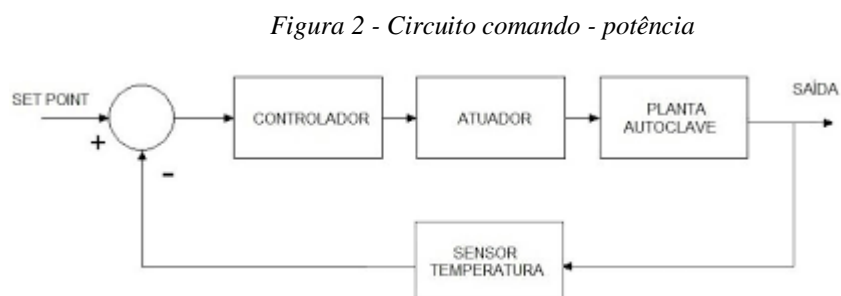 Figura 2 - Circuito comando - potência
SET POINT
+
-
CONTROLADOR
ATUADOR
PLANTA
AUTOCLAVE
SAÍDA
SENSOR
TEMPERATURA